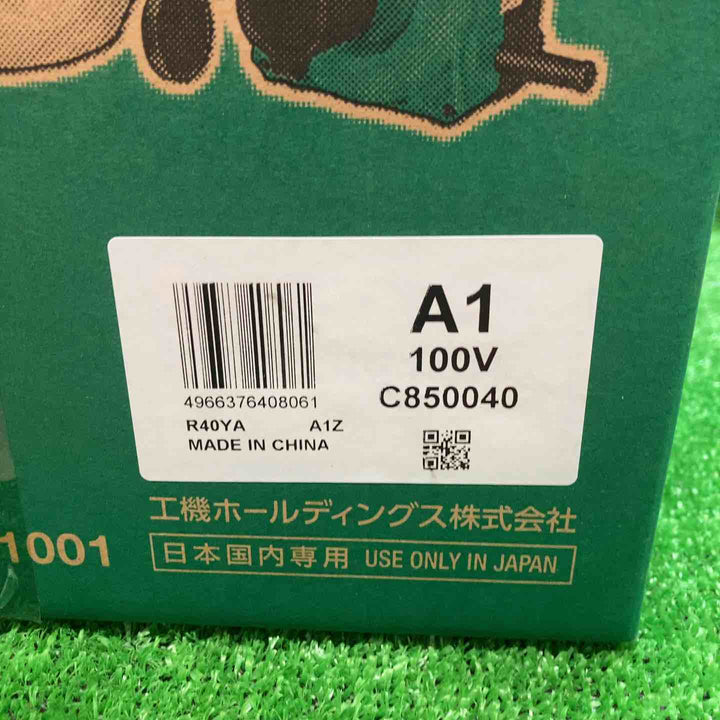 A1
100V
4966376408061
C850040
R40YA A1Z
MADE IN CHINA
工機ホールディングス株式会社
1001
日本国内専用 USE ONLY IN JAPAN